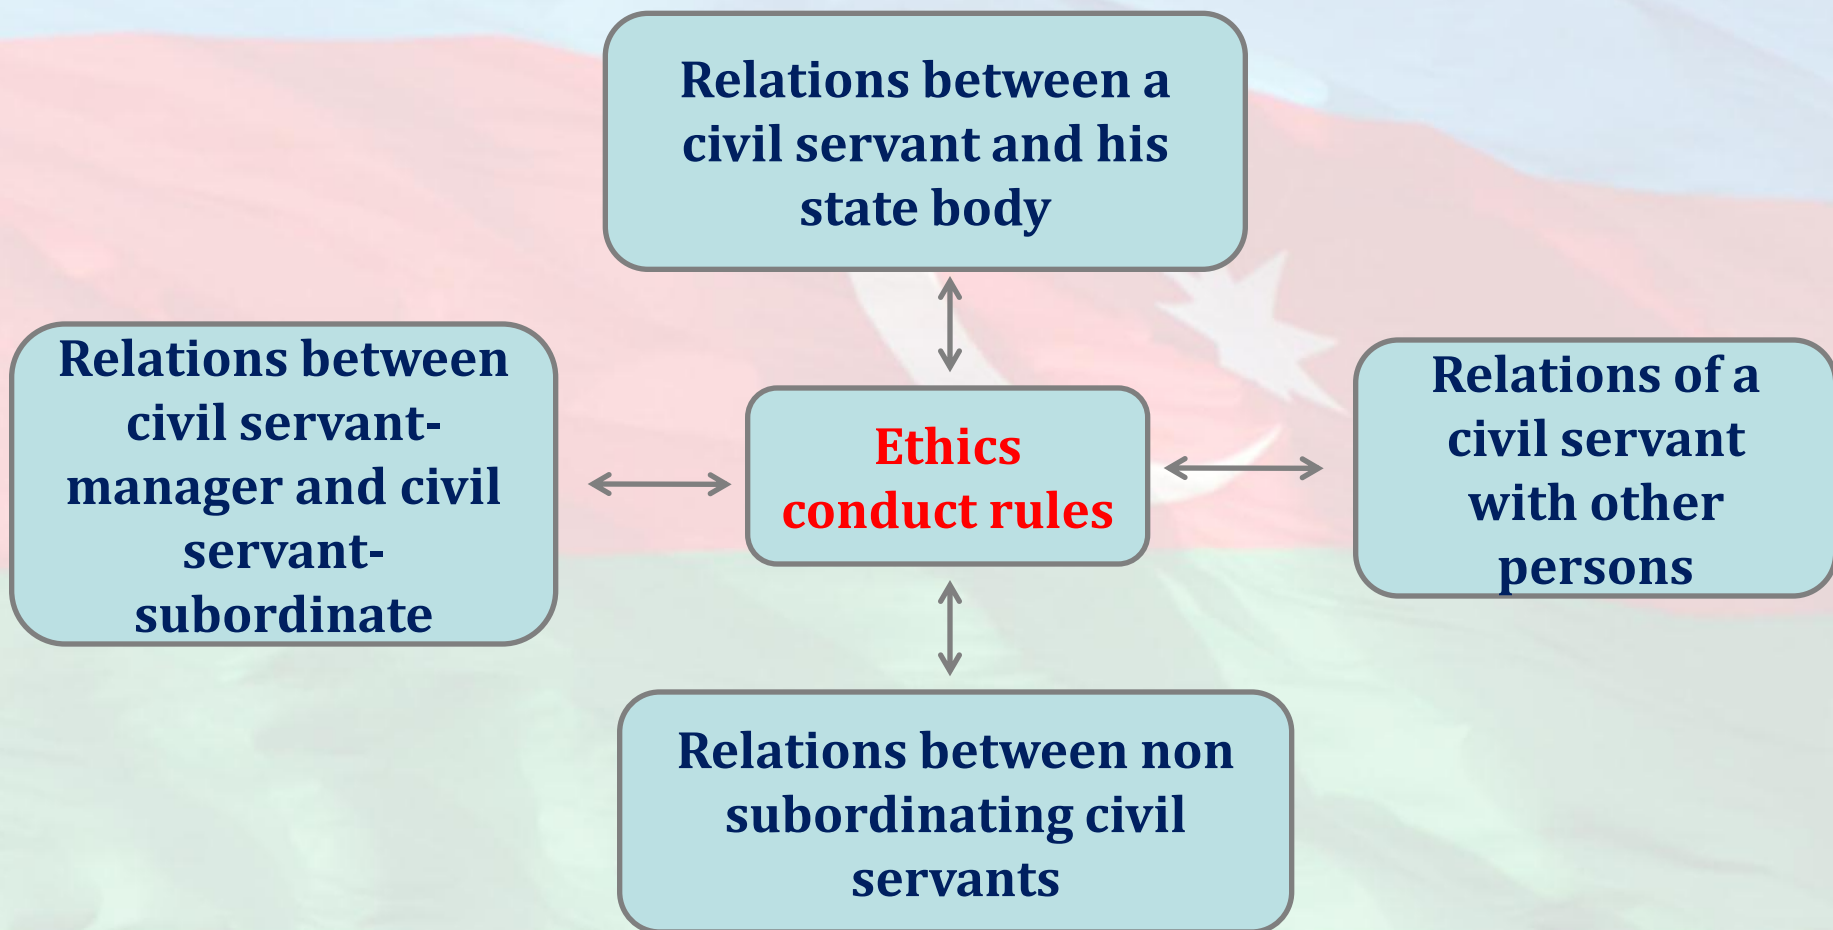 Relations between a
civil servant and his
state body
Relations between
civil servant-
manager and civil
servant-
subordinate
Ethics
conduct rules
Relations of a
civil servant
with other
persons
Relations between non
subordinating civil
servants